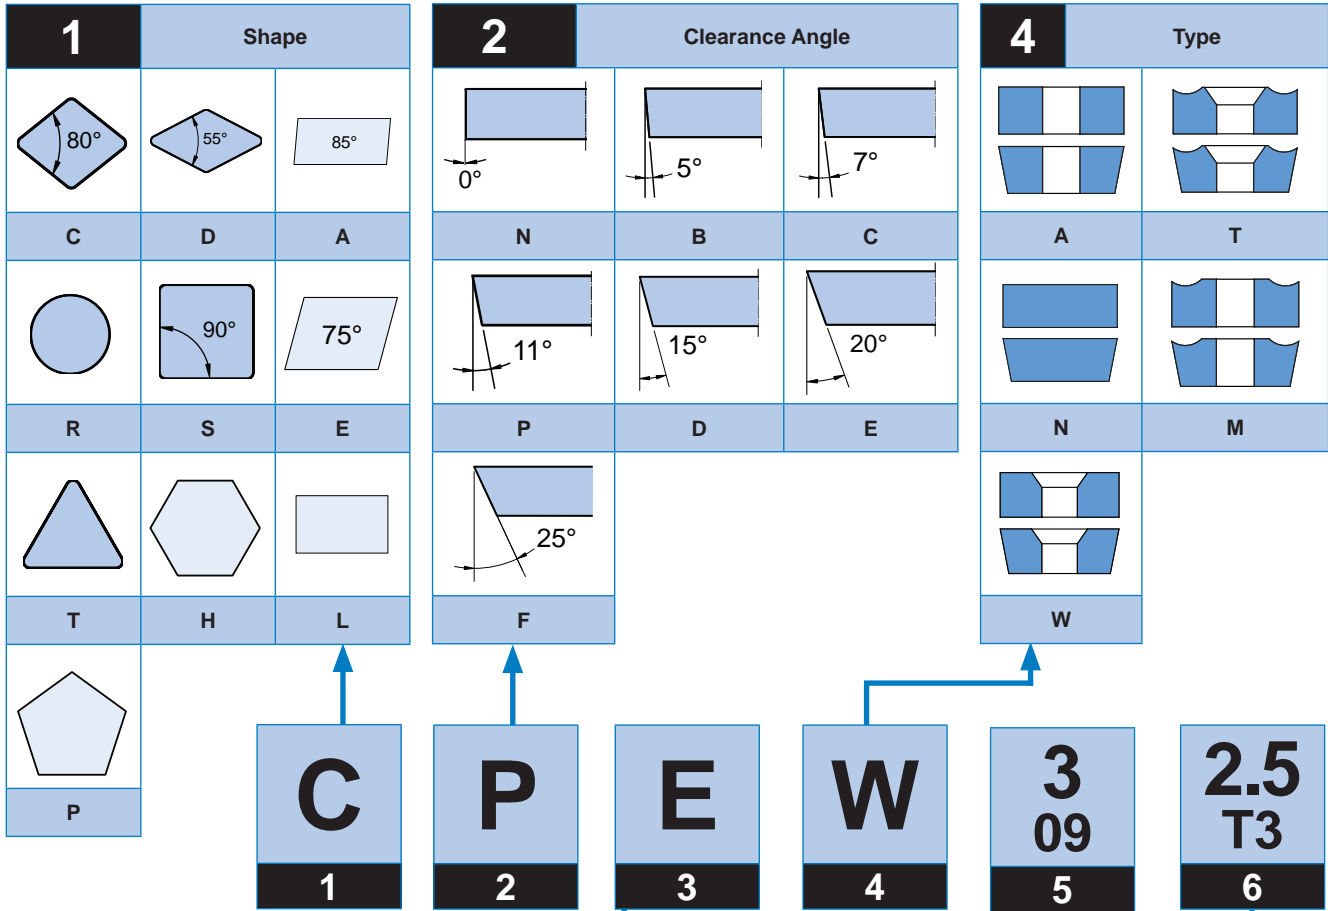 1 Shape
80° 55° 85°
C D A
90° 75°
R S E
T H L
P
2 Clearance Angle
0° 5° 7°
N B C
11° 15° 20°
P D E
25°
F
4 Type
A T
N M
W
C P E W 3 2.5
09 T3
1 2 3 4 5 6